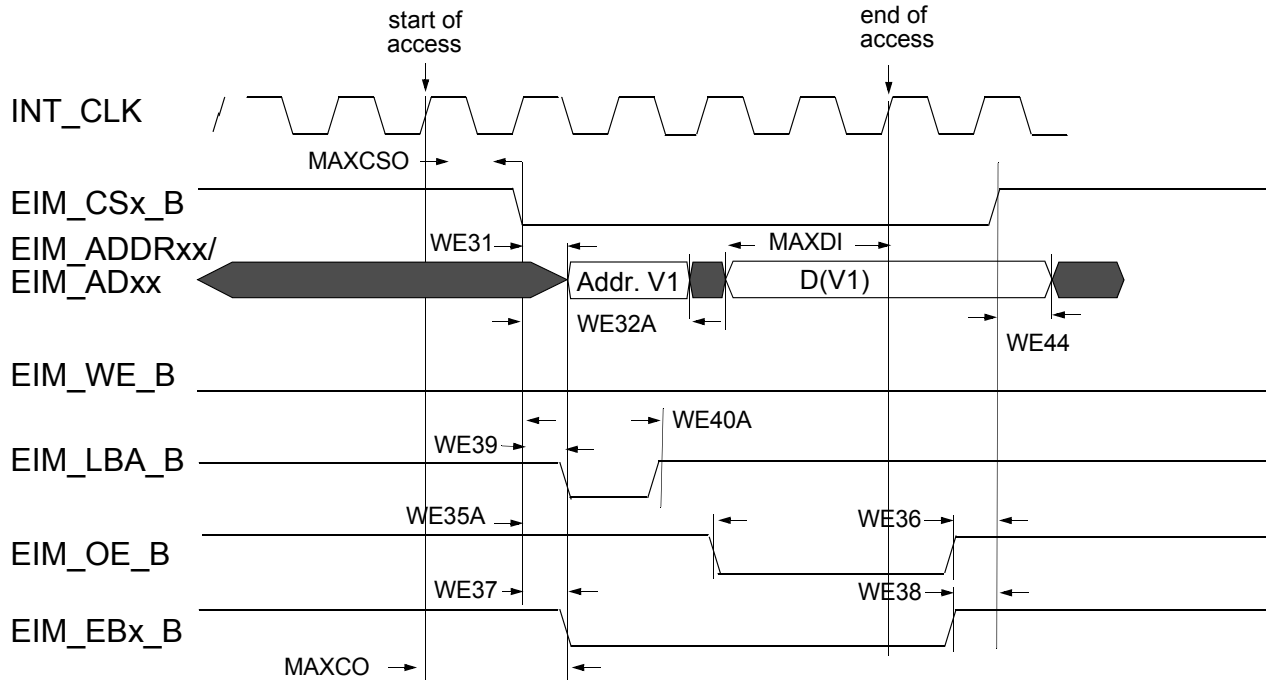 start of
access
end of
access
INT_CLK
MAXCSO
EIM_CSx_B
EIM_ADDRxx/
EIM_ADxx
WE31
MAXDI
Addr. V1
D(V1)
WE32A
WE44
EIM_WE_B
WE40A
WE39
EIM_LBA_B
WE35A
WE36
EIM_OE_B
WE37
WE38
EIM_EBx_B
MAXCO